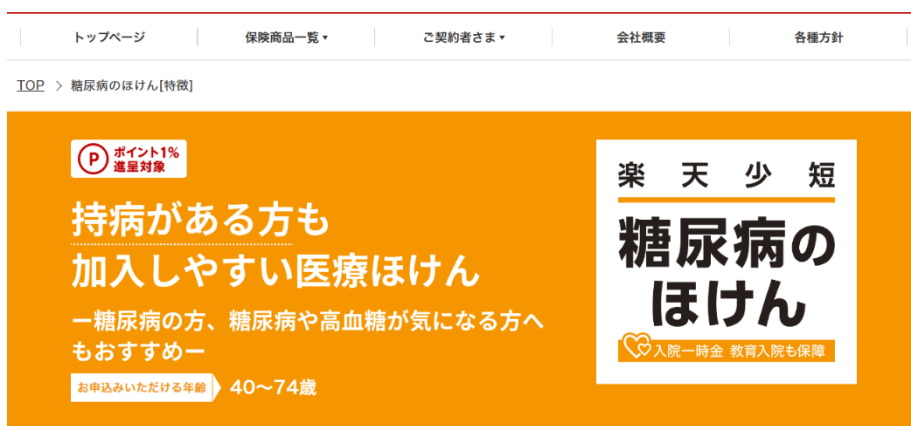 トップページ 保険商品一覧▼ ご契約者さま▼ 会社概要 各種方針
TOP > 糖尿病のほけん[特徴]
P ポイント1%
進呈対象
持病がある方も
加入しやすい医療ほけん
ー糖尿病の方、糖尿病や高血糖が気になる方へ
もおすすめー
お申込みいただける年齢 40〜74歳
楽天少短
糖尿病の
ほけん
入院一時金 教育入院も保障